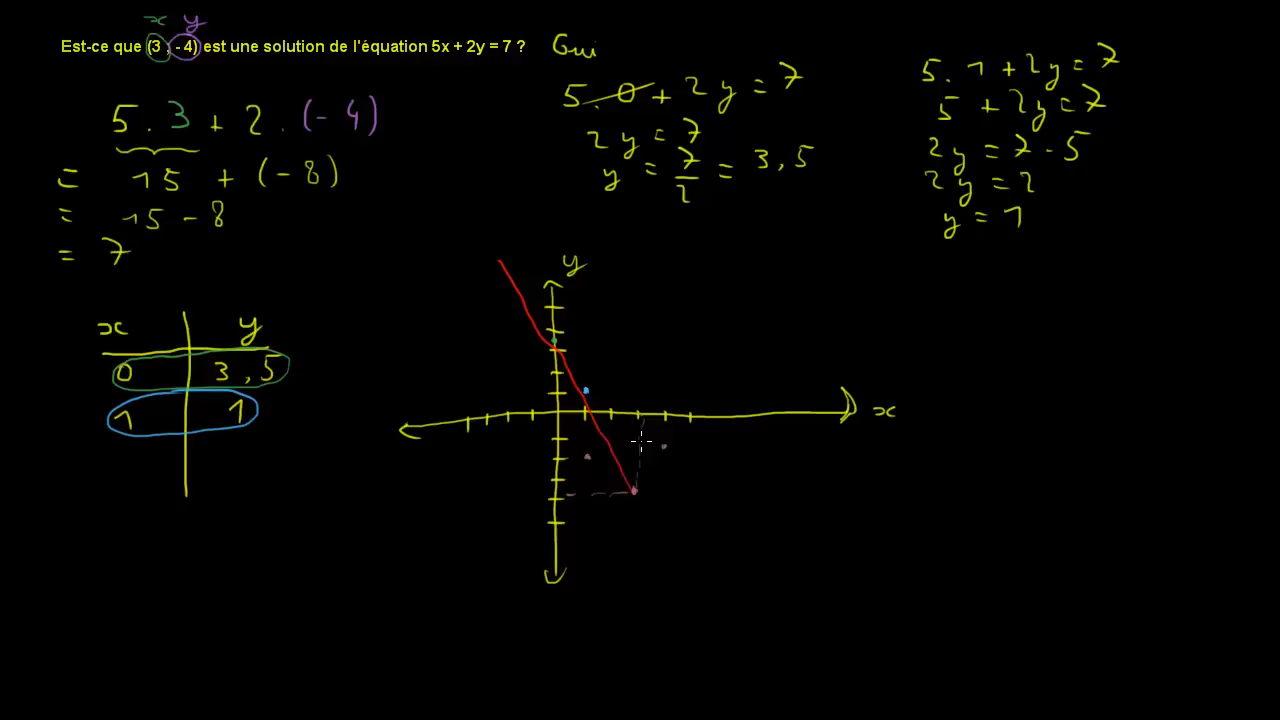 x y
Est-ce que (3 , - 4) est une solution de l'équation 5x + 2y = 7 ?
Oui
5 . 3 + 2 . (- 4)
= 15 + (- 8)
= 15 - 8
= 7
5 . 0 + 2y = 7
2y = 7
y = 7/2 = 3,5
5 . 1 + 2y = 7
5 + 2y = 7
2y = 7 - 5
2y = 2
y = 1
x y
0 3,5
1 1
y
x